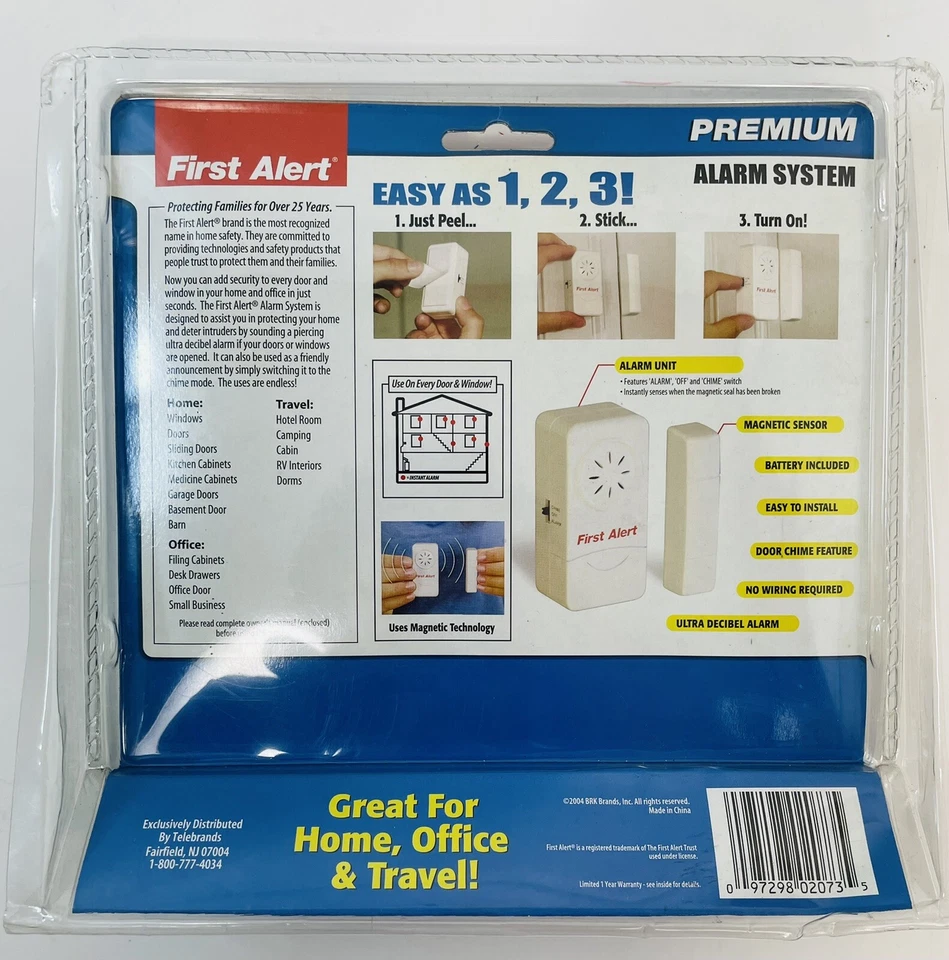 First Alert®
PREMIUM
ALARM SYSTEM
EASY AS 1, 2, 3!
1. Just Peel...
2. Stick...
3. Turn On!
First Alert
First Alert
Protecting Families for Over 25 Years.
The First Alert® brand is the most recognized
name in home safety. They are committed to
providing technologies and safety products that
people trust to protect them and their families.
Now you can add security to every door and
window in your home and office in just
seconds. The First Alert® Alarm System is
designed to assist you in protecting your home
and deter intruders by sounding a piercing
ultra decibel alarm if your doors or windows
are opened. It can also be used as a friendly
announcement by simply switching it to the
chime mode. The uses are endless!
Home:
Windows
Doors
Sliding Doors
Kitchen Cabinets
Medicine Cabinets
Garage Doors
Basement Door
Barn
Travel:
Hotel Room
Camping
Cabin
RV Interiors
Dorms
Office:
Filing Cabinets
Desk Drawers
Office Door
Small Business
Please read complete (enclosed)
before
Use On Every Door & Window!
= INSTANT ALARM
First Alert
Uses Magnetic Technology
ALARM UNIT
• Features 'ALARM', 'OFF' and 'CHIME' switch
• Instantly senses when the magnetic seal has been broken
MAGNETIC SENSOR
BATTERY INCLUDED
EASY TO INSTALL
DOOR CHIME FEATURE
NO WIRING REQUIRED
ULTRA DECIBEL ALARM
First Alert
Exclusively Distributed
By Telebrands
Fairfield, NJ 07004
1-800-777-4034
Great For
Home, Office
& Travel!
©2004 BRK Brands, Inc. All rights reserved.
Made in China
First Alert® is a registered trademark of The First Alert Trust
used under license.
Limited 1 Year Warranty - see inside for details.
0 97298 02073 5